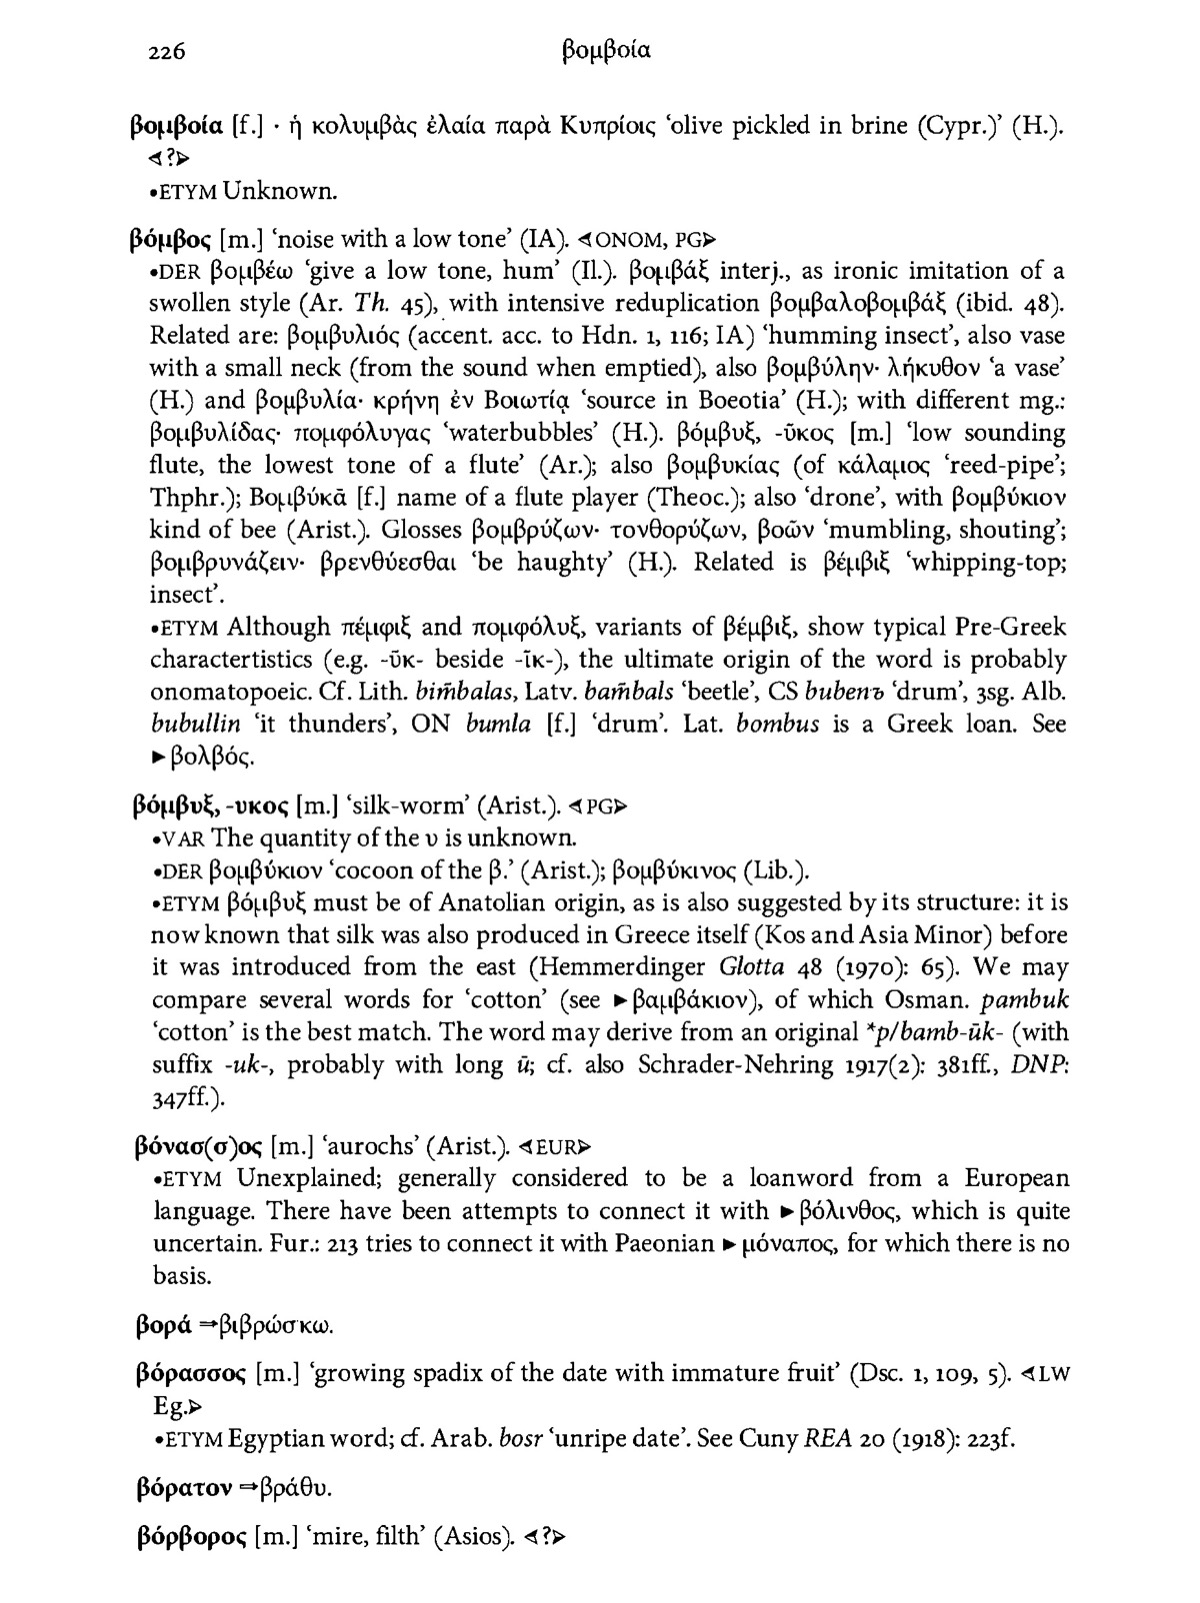 226
βομβοία
βομβοία [f.] · ἡ κολυμβὰς ἐλαία παρὰ Κυπρίοις ‘olive pickled in brine (Cypr.)’ (H.).
⊲?⊳
•ETYM Unknown.
βόμβος [m.] ‘noise with a low tone’ (IA). ⊲ONOM, PG⊳
•DER βομβέω ‘give a low tone, hum’ (Il.). βομβάξ interj., as ironic imitation of a
swollen style (Ar. Th. 45), with intensive reduplication βομβαλοβομβάξ (ibid. 48).
Related are: βομβυλιός (accent. acc. to Hdn. 1, 116; IA) ‘humming insect’, also vase
with a small neck (from the sound when emptied), also βομβύλην· λήκυθον ‘a vase’
(H.) and βομβυλία· κρήνη ἐν Βοιωτίᾳ ‘source in Boeotia’ (H.); with different mg.:
βομβυλίδας· πομφόλυγας ‘waterbubbles’ (H.). βόμβυξ, -ῦκος [m.] ‘low sounding
flute, the lowest tone of a flute’ (Ar.); also βομβυκίας (of κάλαμος ‘reed-pipe’;
Thphr.); Βομβύκᾱ [f.] name of a flute player (Theoc.); also ‘drone’, with βομβύκιον
kind of bee (Arist.). Glosses βομβρύζων· τονθορύζων, βοῶν ‘mumbling, shouting’;
βομβρυνάζειν· βρενθύεσθαι ‘be haughty’ (H.). Related is βέμβιξ ‘whipping-top;
insect’.
•ETYM Although πέμφιξ and πομφόλυξ, variants of βέμβιξ, show typical Pre-Greek
charactertistics (e.g. -ῡκ- beside -ῑκ-), the ultimate origin of the word is probably
onomatopoeic. Cf. Lith. bim̃balas, Latv. bam̃bals ‘beetle’, CS bubenъ ‘drum’, 3sg. Alb.
bubullin ‘it thunders’, ON bumla [f.] ‘drum’. Lat. bombus is a Greek loan. See
►βολβός.
βόμβυξ, -υκος [m.] ‘silk-worm’ (Arist.). ⊲PG⊳
•VAR The quantity of the υ is unknown.
•DER βομβύκιον ‘cocoon of the β.’ (Arist.); βομβύκινος (Lib.).
•ETYM βόμβυξ must be of Anatolian origin, as is also suggested by its structure: it is
now known that silk was also produced in Greece itself (Kos and Asia Minor) before
it was introduced from the east (Hemmerdinger Glotta 48 (1970): 65). We may
compare several words for ‘cotton’ (see ►βαμβάκιον), of which Osman. pambuk
‘cotton’ is the best match. The word may derive from an original *p/bamb-ūk- (with
suffix -uk-, probably with long ū; cf. also Schrader-Nehring 1917(2): 381ff., DNP:
347ff.).
βόνασ(σ)ος [m.] ‘aurochs’ (Arist.). ⊲EUR⊳
•ETYM Unexplained; generally considered to be a loanword from a European
language. There have been attempts to connect it with ►βόλινθος, which is quite
uncertain. Fur.: 213 tries to connect it with Paeonian ►μόναπος, for which there is no
basis.
βορά ⇒βιβρώσκω.
βόρασσος [m.] ‘growing spadix of the date with immature fruit’ (Dsc. 1, 109, 5). ⊲LW
Eg.⊳
•ETYM Egyptian word; cf. Arab. bosr ‘unripe date’. See Cuny REA 20 (1918): 223f.
βόρατον ⇒βράθυ.
βόρβορος [m.] ‘mire, filth’ (Asios). ⊲?⊳